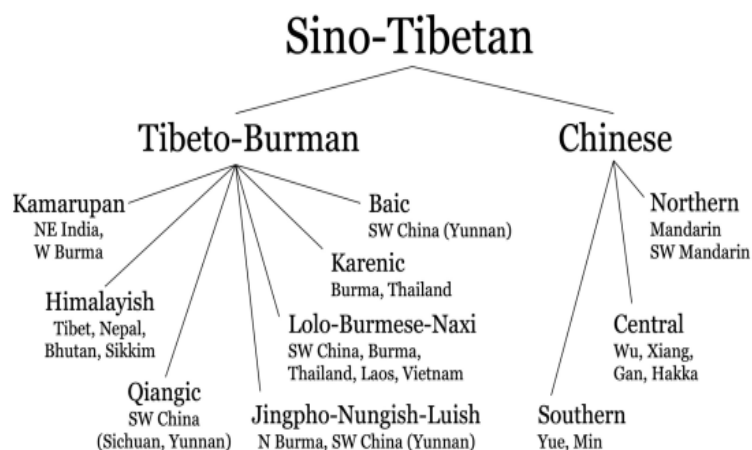 Sino-Tibetan
Tibeto-Burman
Chinese
Kamarupan
NE India,
W Burma
Himalayish
Tibet, Nepal,
Bhutan, Sikkim
Qiangic
SW China
(Sichuan, Yunnan)
Jingpho-Nungish-Luish
N Burma, SW China (Yunnan)
Lolo-Burmese-Naxi
SW China, Burma,
Thailand, Laos, Vietnam
Karenic
Burma, Thailand
Baic
SW China (Yunnan)
Southern
Yue, Min
Central
Wu, Xiang,
Gan, Hakka
Northern
Mandarin
SW Mandarin